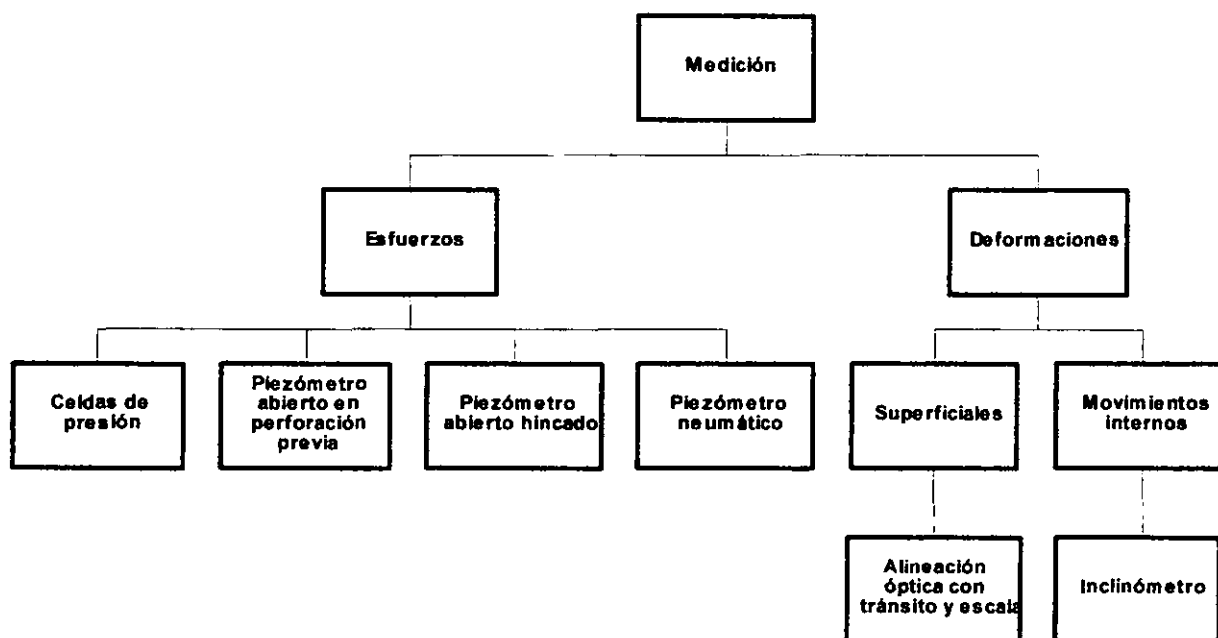 Medición
Esfuerzos
Deformaciones
Celdas de
presión
Piezómetro
abierto en
perforación
previa
Piezómetro
abierto hincado
Piezómetro
neumático
Superficiales
Movimientos
internos
Alineación
óptica con
tránsito y escala
Inclinómetro